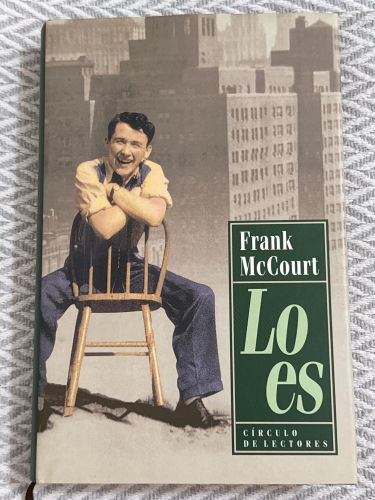 Frank
McCourt
Lo
es
CÍRCULO
DE LECTORES